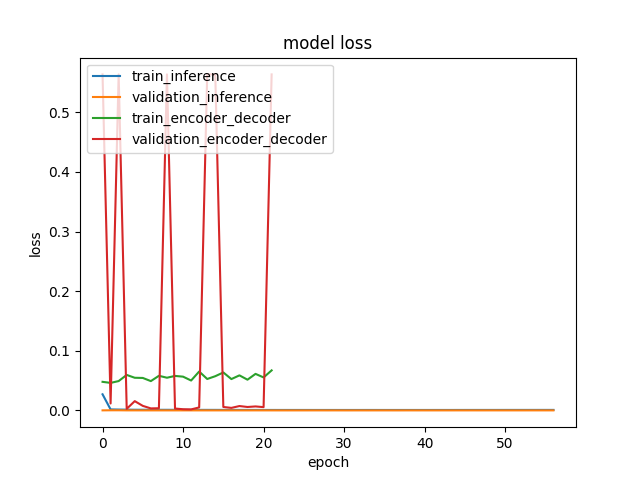 model loss
train_inference
validation_inference
train_encoder_decoder
validation_encoder_decoder
0.5
0.4
0.3
0.2
0.1
0.0
loss
0 10 20 30 40 50
epoch